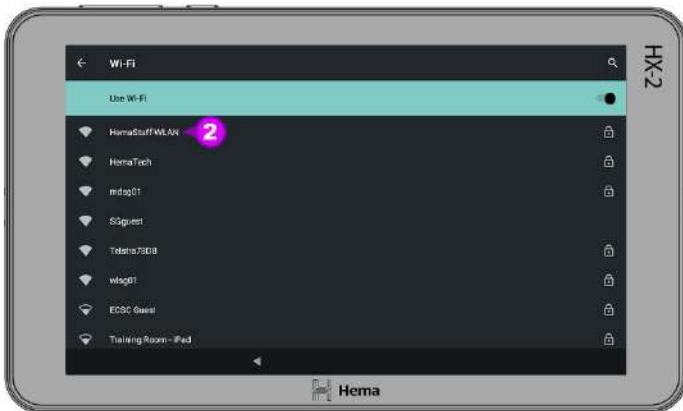 Wi-Fi
Use Wi-Fi
HemaStaff-WLAN
2
HemaTech
mdsg01
SGguest
Telstra78D8
wlsg01
ECSC Guest
Training Room - iPad
HX-2
Hema